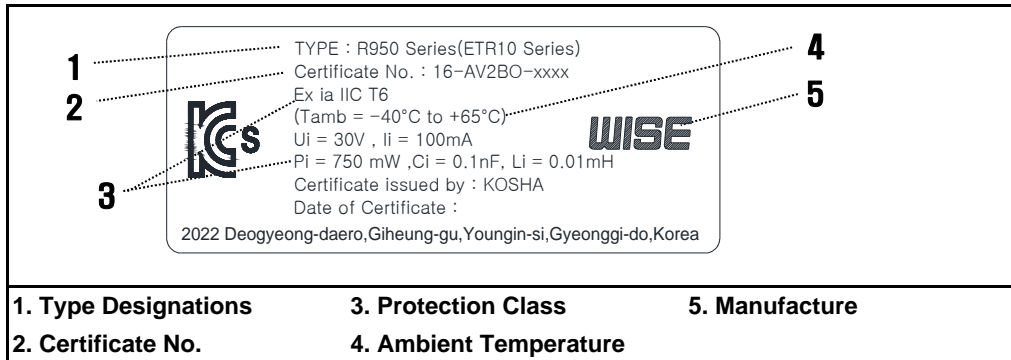 1
2
3
4
5
TYPE : R950 Series(ETR10 Series)
Certificate No. : 16-AV2BO-xxxx
Ex ia IIC T6
(Tamb = -40°C to +65°C)
Ui = 30V , Ii = 100mA
Pi = 750 mW ,Ci = 0.1nF, Li = 0.01mH
Certificate issued by : KOSHA
Date of Certificate :
2022 Deogyeong-daero,Giheung-gu,Youngin-si,Gyeonggi-do,Korea
KCs
WISE
1. Type Designations 3. Protection Class 5. Manufacture
2. Certificate No. 4. Ambient Temperature